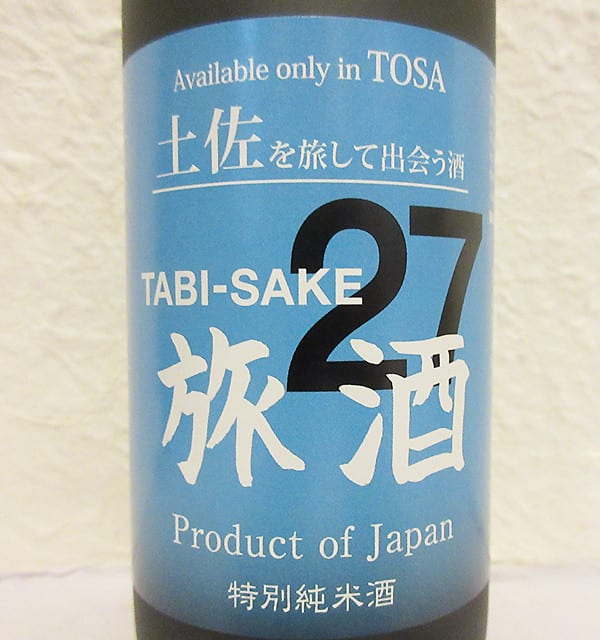 Available only in TOSA
土佐を旅して出会う酒
27
TABI-SAKE
旅酒
Product of Japan
特別純米酒